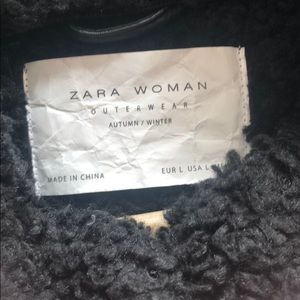 ZARA WOMAN
OUTERWEAR
AUTUMN / WINTER
MADE IN CHINA
EUR L USA L